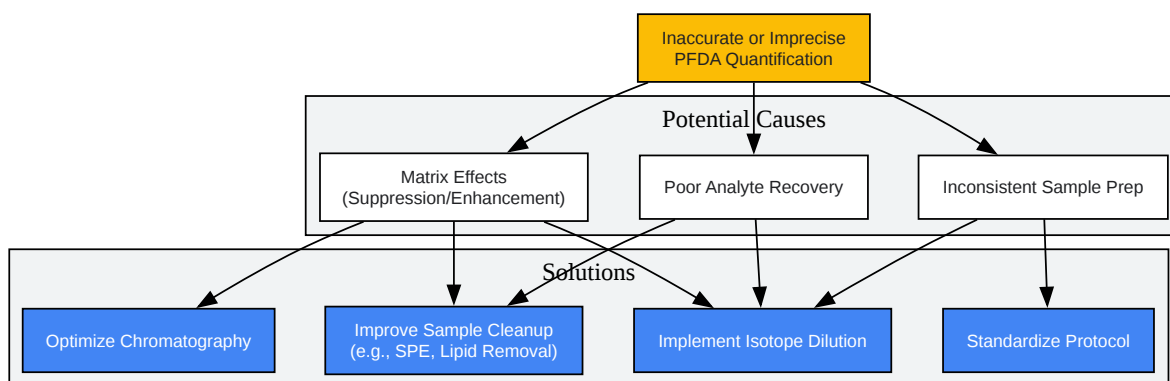 Inaccurate or Imprecise
PFDA Quantification
Potential Causes
Matrix Effects
(Suppression/Enhancement)
Poor Analyte Recovery
Inconsistent Sample Prep
Solutions
Optimize Chromatography
Improve Sample Cleanup
(e.g., SPE, Lipid Removal)
Implement Isotope Dilution
Standardize Protocol